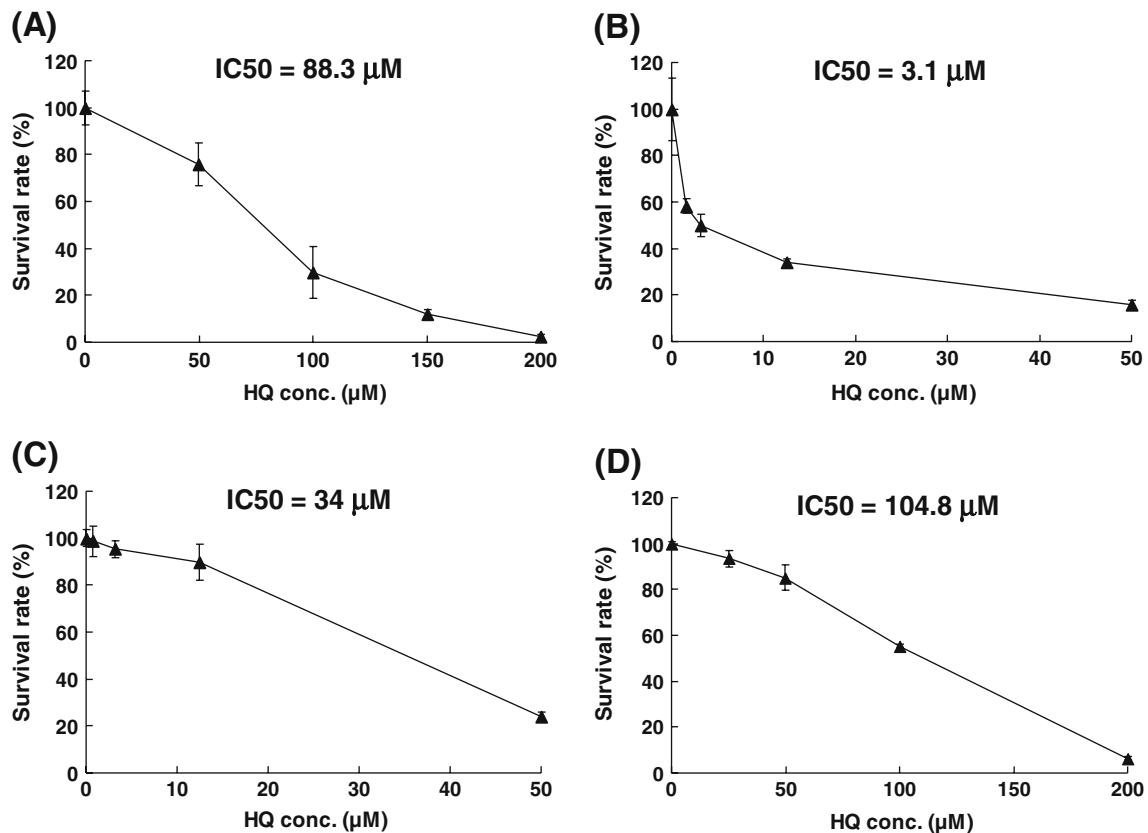 (A)
IC50 = 88.3 μM
Survival rate (%)
120
100
80
60
40
20
0
0 50 100 150 200
HQ conc. (μM)
(B)
IC50 = 3.1 μM
Survival rate (%)
120
100
80
60
40
20
0
0 10 20 30 40 50
HQ conc. (μM)
(C)
IC50 = 34 μM
Survival rate (%)
120
100
80
60
40
20
0
0 10 20 30 40 50
HQ conc. (μM)
(D)
IC50 = 104.8 μM
Survival rate (%)
120
100
80
60
40
20
0
0 50 100 150 200
HQ conc. (μM)